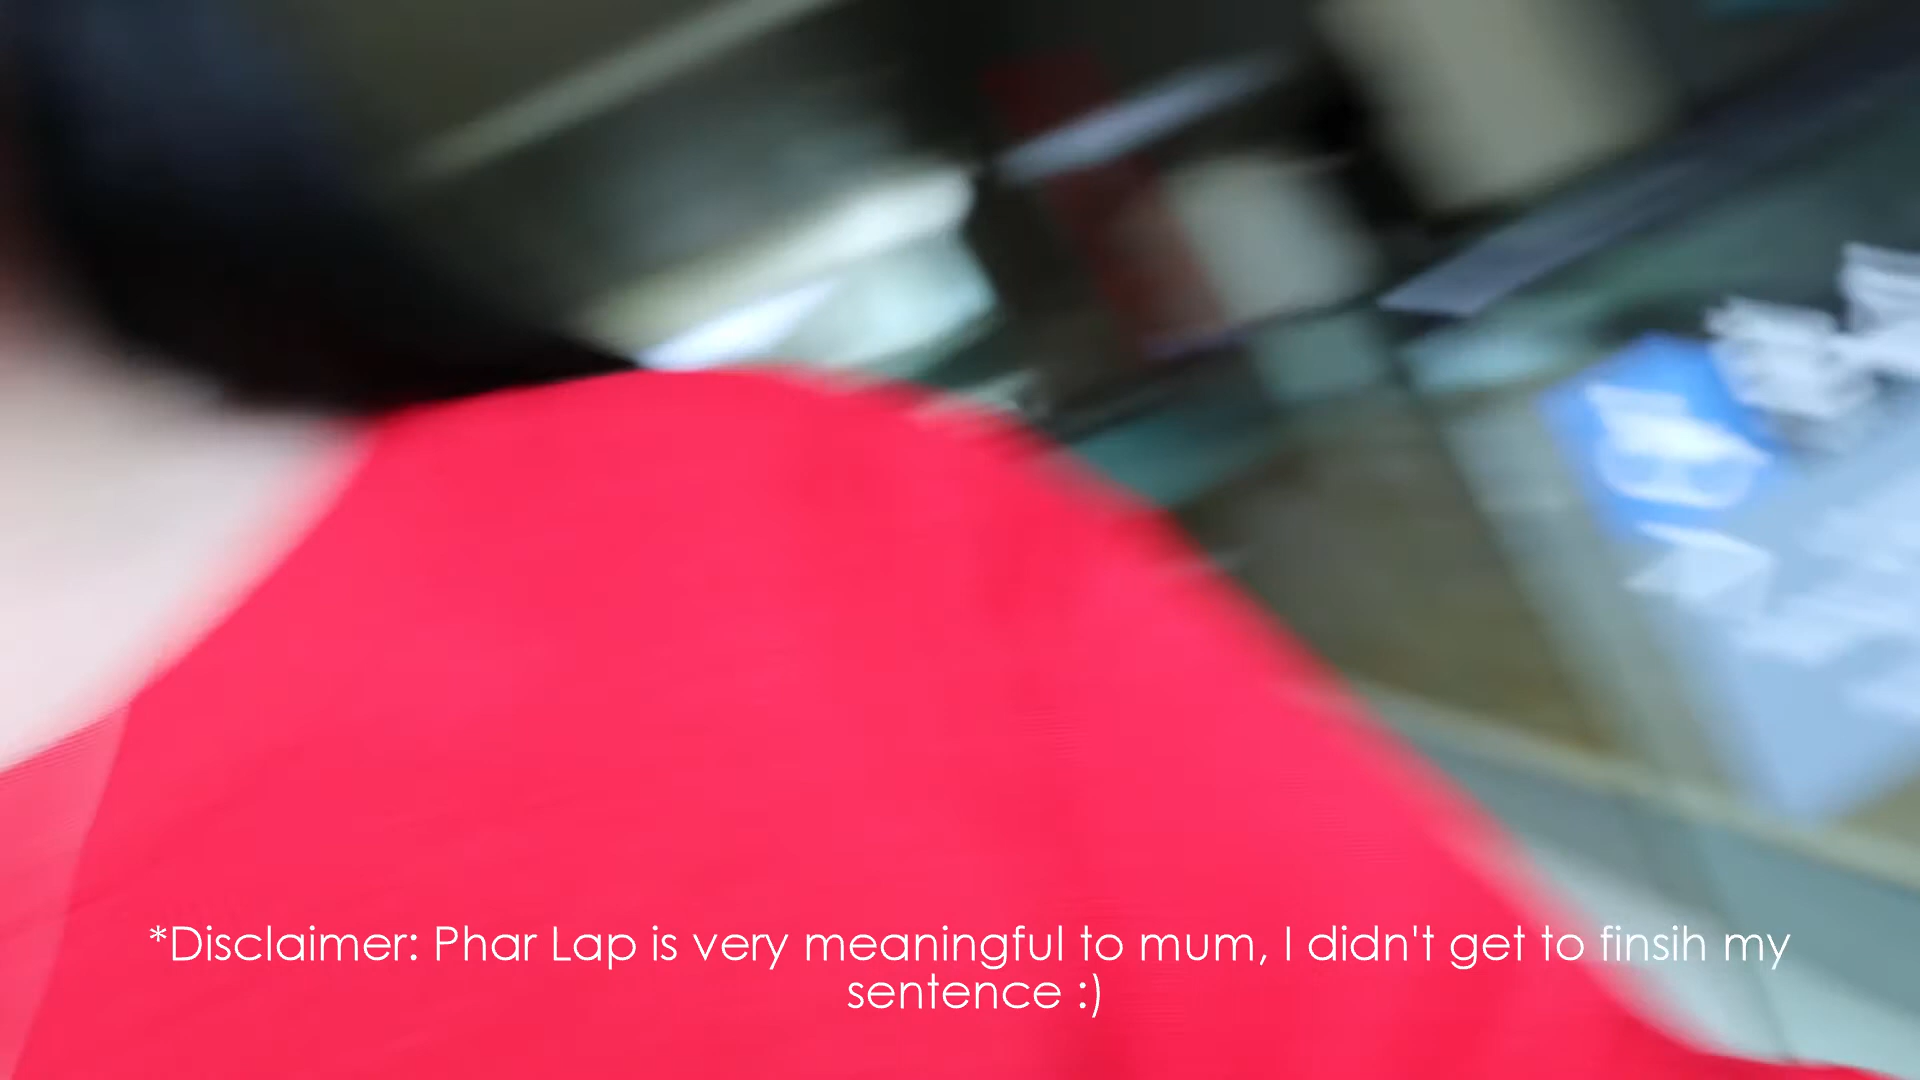 *Disclaimer: Phar Lap is very meaningful to mum, I didn't get to finsih my
sentence :)